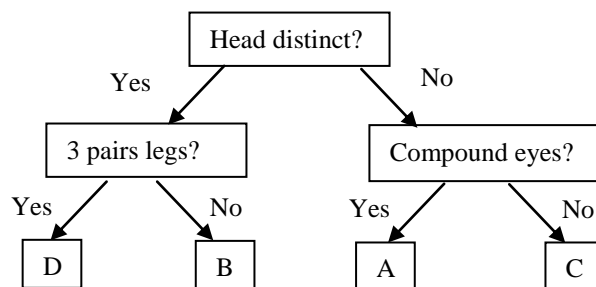 Head distinct?
Yes
No
3 pairs legs?
Compound eyes?
Yes
No
Yes
No
D
B
A
C